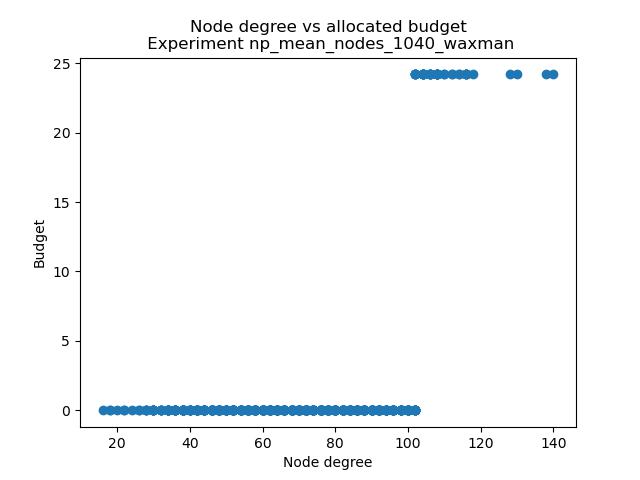 Node degree vs allocated budget
Experiment np_mean_nodes_1040_waxman
25
20
15
10
5
0
Budget
20 40 60 80 100 120 140
Node degree